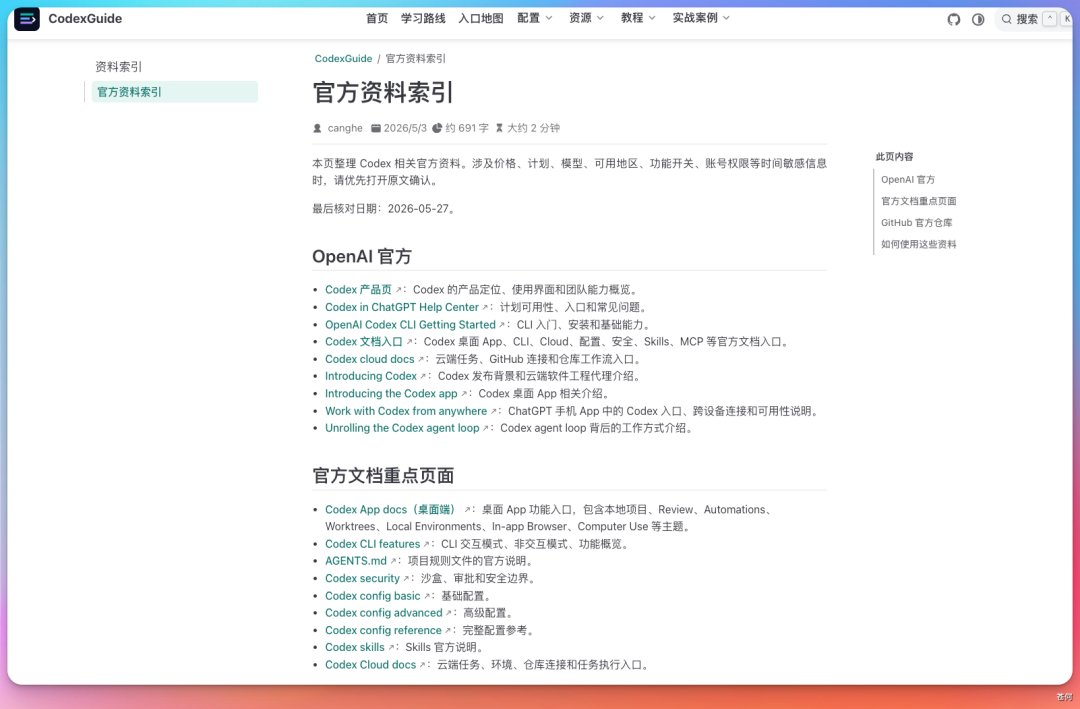 CodexGuide
首页 学习路线 入口地图 配置 资源 教程 实战案例
搜索 ^ K
资料索引
官方资料索引
CodexGuide / 官方资料索引
官方资料索引
canghe 2026/5/3 约 691 字 大约 2 分钟
本页整理 Codex 相关官方资料。涉及价格、计划、模型、可用地区、功能开关、账号权限等时间敏感信息
时，请优先打开原文确认。
最后核对日期：2026-05-27。
OpenAI 官方
• Codex 产品页 ↗：Codex 的产品定位、使用界面和团队能力概览。
• Codex in ChatGPT Help Center ↗：计划可用性、入口和常见问题。
• OpenAI Codex CLI Getting Started ↗：CLI 入门、安装和基础能力。
• Codex 文档入口 ↗：Codex 桌面 App、CLI、Cloud、配置、安全、Skills、MCP 等官方文档入口。
• Codex cloud docs ↗：云端任务、GitHub 连接和仓库工作流入口。
• Introducing Codex ↗：Codex 发布背景和云端软件工程代理介绍。
• Introducing the Codex app ↗：Codex 桌面 App 相关介绍。
• Work with Codex from anywhere ↗：ChatGPT 手机 App 中的 Codex 入口、跨设备连接和可用性说明。
• Unrolling the Codex agent loop ↗：Codex agent loop 背后的工作方式介绍。
官方文档重点页面
• Codex App docs（桌面端） ↗：桌面 App 功能入口，包含本地项目、Review、Automations、
Worktrees、Local Environments、In-app Browser、Computer Use 等主题。
• Codex CLI features ↗：CLI 交互模式、非交互模式、功能概览。
• AGENTS.md ↗：项目规则文件的官方说明。
• Codex security ↗：沙盒、审批和安全边界。
• Codex config basic ↗：基础配置。
• Codex config advanced ↗：高级配置。
• Codex config reference ↗：完整配置参考。
• Codex skills ↗：Skills 官方说明。
• Codex Cloud docs ↗：云端任务、环境、仓库连接和任务执行入口。
此页内容
OpenAI 官方
官方文档重点页面
GitHub 官方仓库
如何使用这些资料
苍何